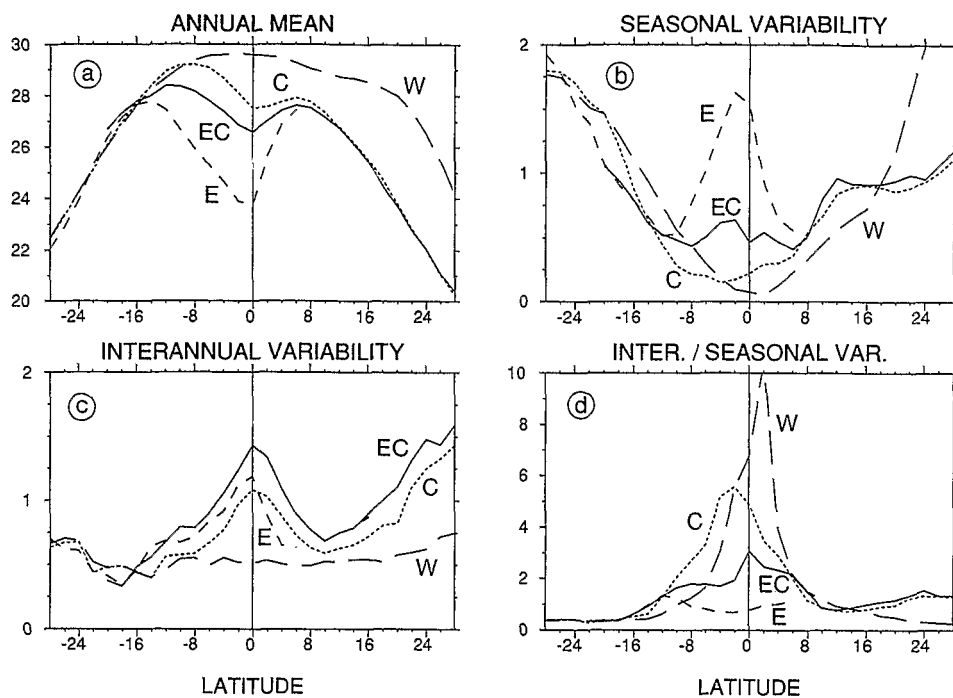 ANNUAL MEAN
30
28
26
24
22
20
a
C
W
EC
E
-24 -16 -8 0 8 16 24
SEASONAL VARIABILITY
2
1
0
b
E
W
EC
C
W
-24 -16 -8 0 8 16 24
INTERANNUAL VARIABILITY
2
1
0
c
EC
C
E
W
-24 -16 -8 0 8 16 24
LATITUDE
INTER. / SEASONAL VAR.
10
8
6
4
2
0
d
W
C
EC
E
-24 -16 -8 0 8 16 24
LATITUDE